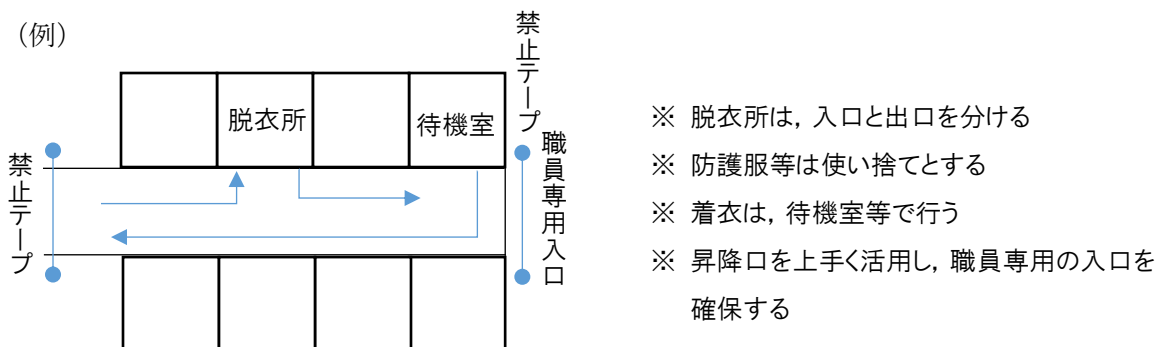 （例）
禁止テープ
職員専用入口
脱衣所
待機室
禁止テープ
※ 脱衣所は，入口と出口を分ける
※ 防護服等は使い捨てとする
※ 着衣は，待機室等で行う
※ 昇降口を上手く活用し，職員専用の入口を
確保する